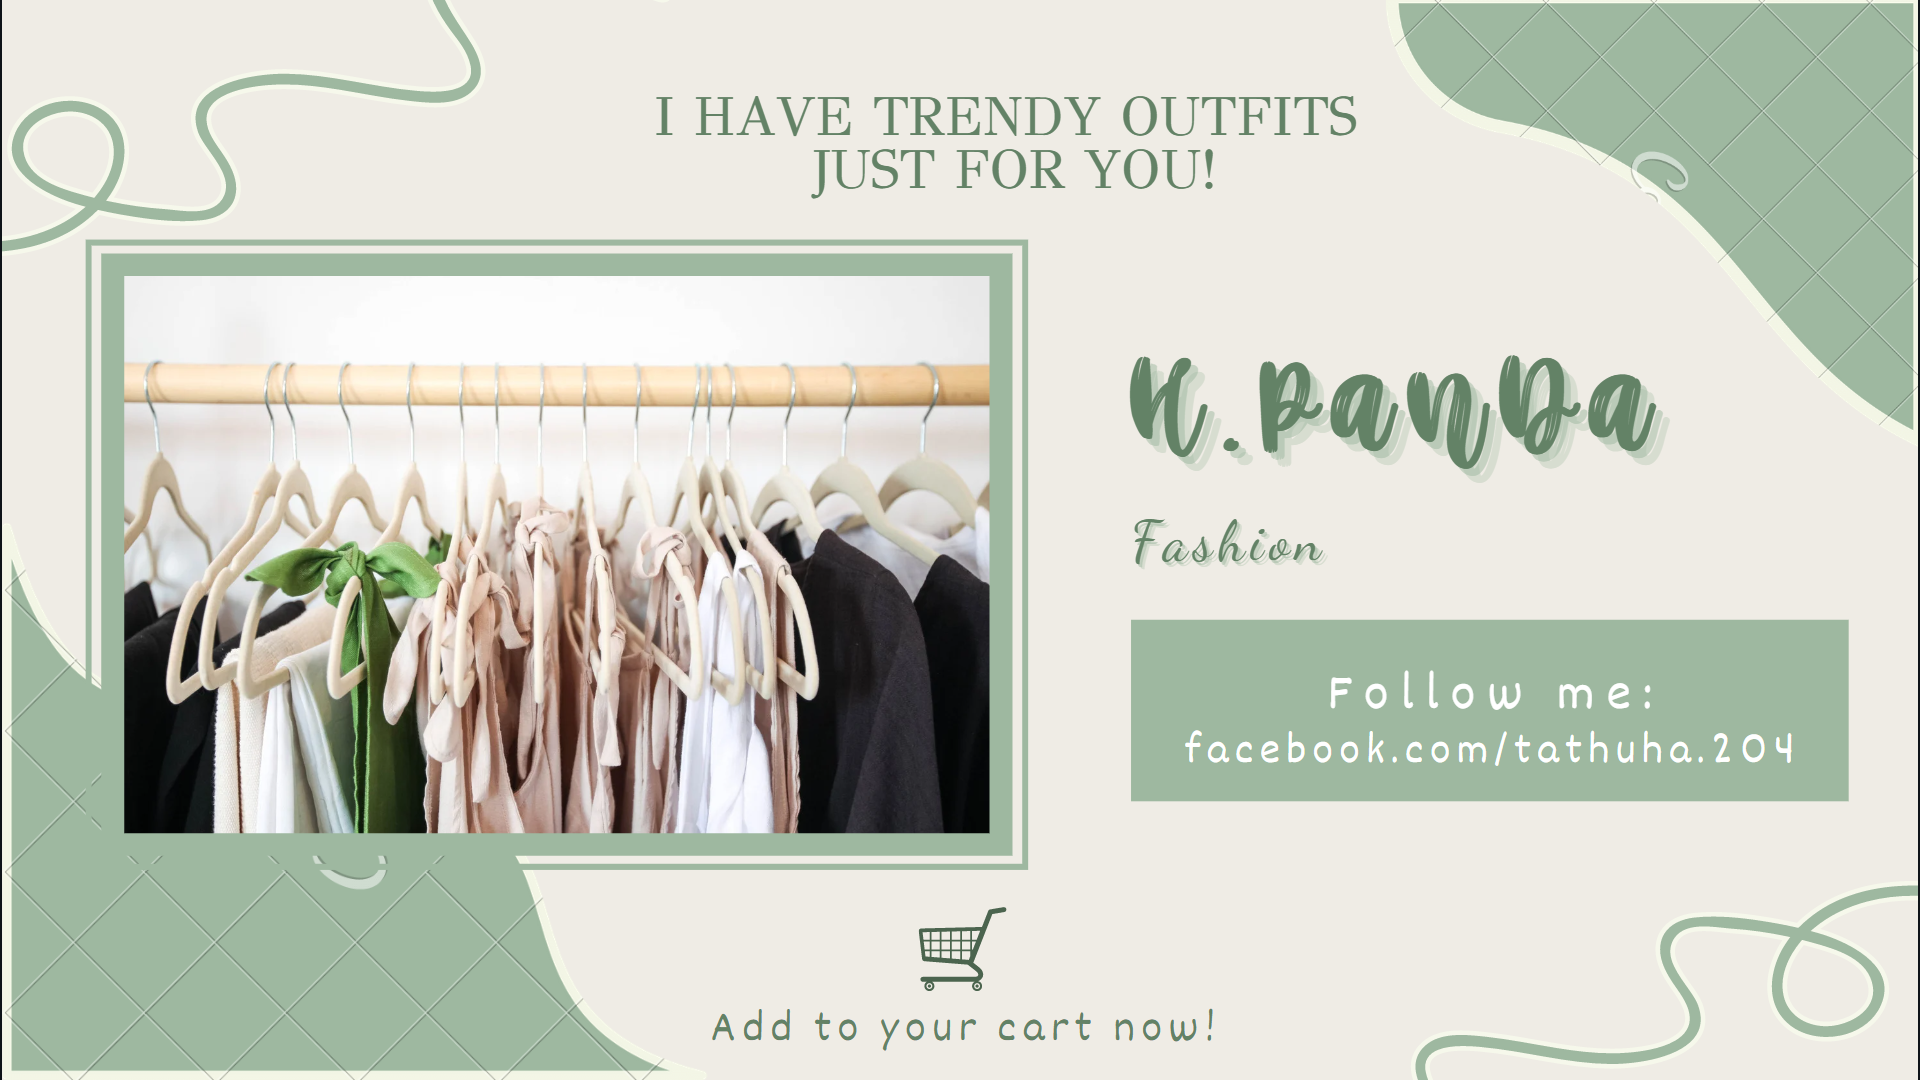 I HAVE TRENDY OUTFITS
JUST FOR YOU!
H.PanDa
Fashion
Follow me:
facebook.com/tathuha.204
Add to your cart now!